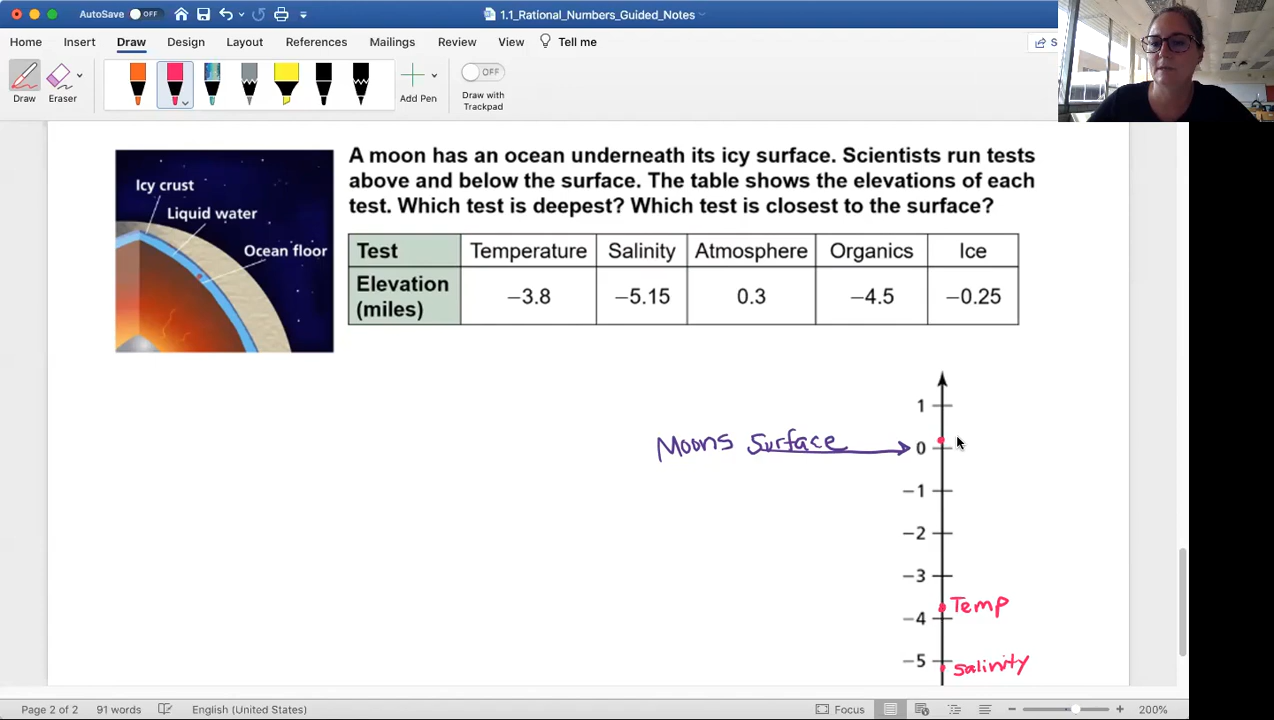 AutoSave OFF 1.1_Rational_Numbers_Guided_Notes
Home Insert Draw Design Layout References Mailings Review View Tell me S
Draw Eraser Add Pen OFF Draw with Trackpad
A moon has an ocean underneath its icy surface. Scientists run tests
above and below the surface. The table shows the elevations of each
test. Which test is deepest? Which test is closest to the surface?
Icy crust
Liquid water
Ocean floor
Test Temperature Salinity Atmosphere Organics Ice
Elevation (miles) −3.8 −5.15 0.3 −4.5 −0.25
1
Moons Surface 0
−1
−2
−3
Temp
−4
−5 salinity
Page 2 of 2 91 words English (United States) Focus 200%